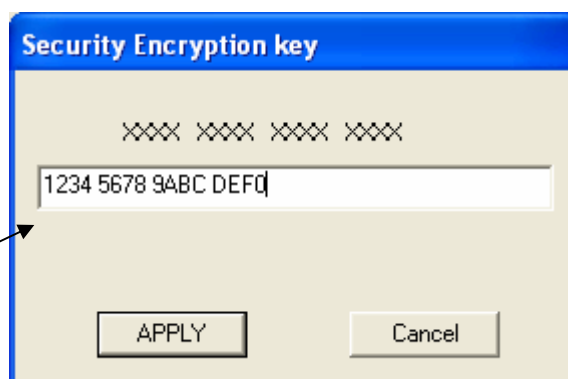 Security Encryption key
XXXX XXXX XXXX XXXX
1234 5678 9ABC DEF0
APPLY Cancel